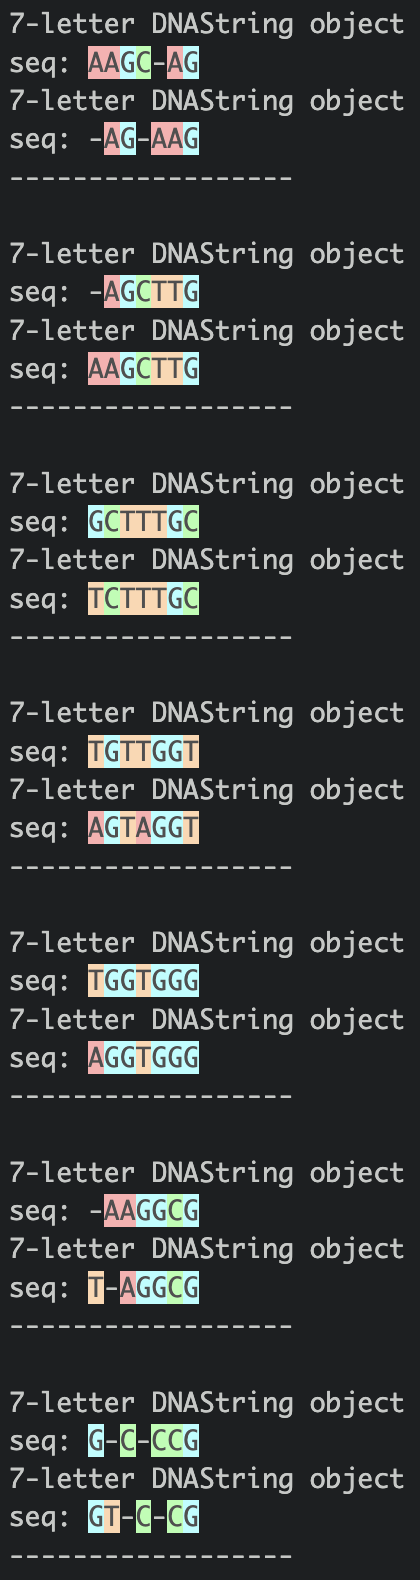 7-letter DNAString object
seq: AAGC-AG
7-letter DNAString object
seq: -AG-AAG
------------------
7-letter DNAString object
seq: -AGCTTG
7-letter DNAString object
seq: AAGCTTG
------------------
7-letter DNAString object
seq: GCTTTGC
7-letter DNAString object
seq: TCTTTGC
------------------
7-letter DNAString object
seq: TGTTGGT
7-letter DNAString object
seq: AGTAGGT
------------------
7-letter DNAString object
seq: TGGTGGG
7-letter DNAString object
seq: AGGTGGG
------------------
7-letter DNAString object
seq: -AAGGCG
7-letter DNAString object
seq: T-AGGCG
------------------
7-letter DNAString object
seq: G-C-CCG
7-letter DNAString object
seq: GT-C-CG
------------------